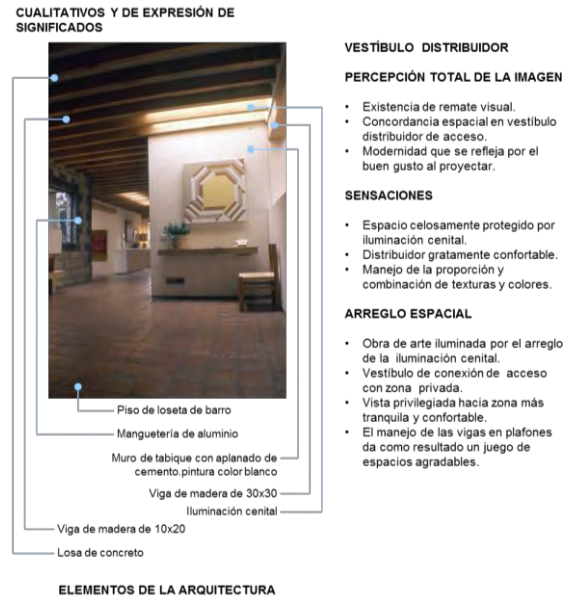 CUALITATIVOS Y DE EXPRESIÓN DE
SIGNIFICADOS
VESTÍBULO DISTRIBUIDOR
PERCEPCIÓN TOTAL DE LA IMAGEN
• Existencia de remate visual.
• Concordancia espacial en vestíbulo
distribuidor de acceso.
• Modernidad que se refleja por el
buen gusto al proyectar.
SENSACIONES
• Espacio celosamente protegido por
iluminación cenital.
• Distribuidor gratamente confortable.
• Manejo de la proporción y
combinación de texturas y colores.
ARREGLO ESPACIAL
• Obra de arte iluminada por el arreglo
de la iluminación cenital.
• Vestíbulo de conexión de acceso
con zona privada.
• Vista privilegiada hacia zona más
tranquila y confortable.
• El manejo de las vigas en plafones
da como resultado un juego de
espacios agradables.
Piso de loseta de barro
Manguetería de aluminio
Muro de tabique con aplanado de
cemento.pintura color blanco
Viga de madera de 30x30
Iluminación cenital
Viga de madera de 10x20
Losa de concreto
ELEMENTOS DE LA ARQUITECTURA